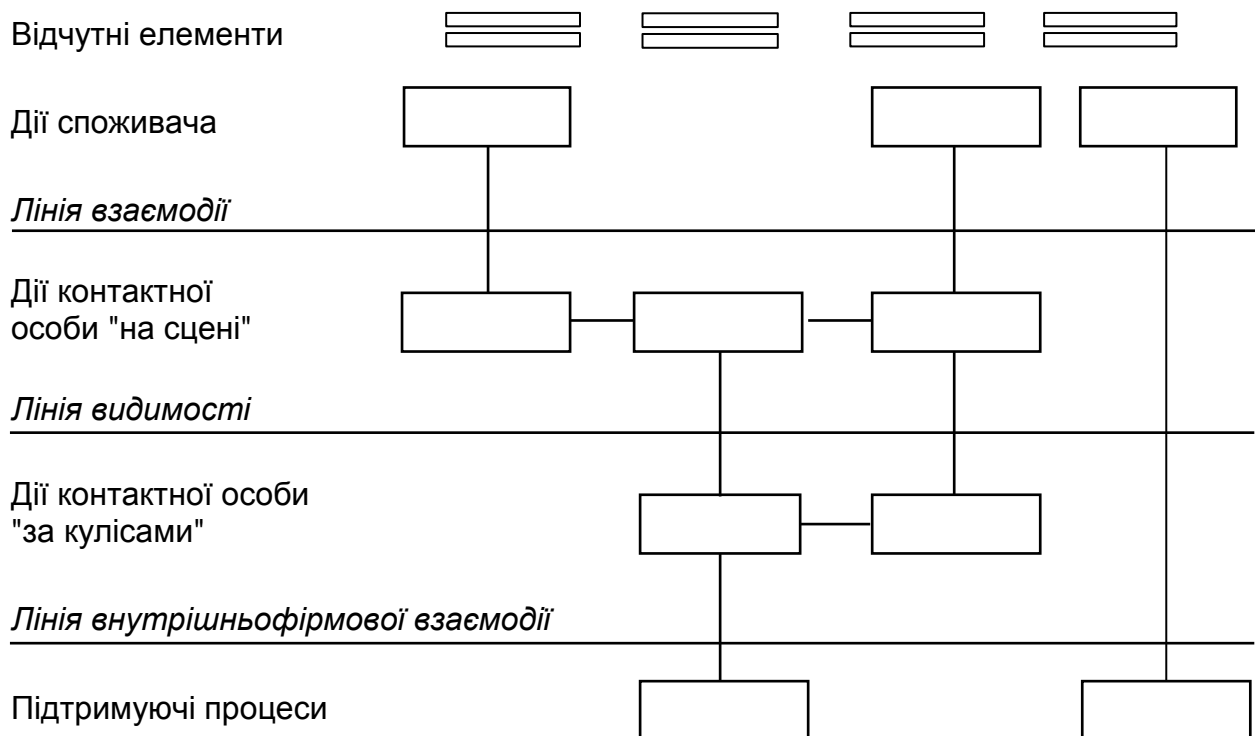 Відчутні елементи
Дії споживача
Лінія взаємодії
Дії контактної
особи "на сцені"
Лінія видимості
Дії контактної особи
"за кулісами"
Лінія внутрішньофірмової взаємодії
Підтримуючі процеси